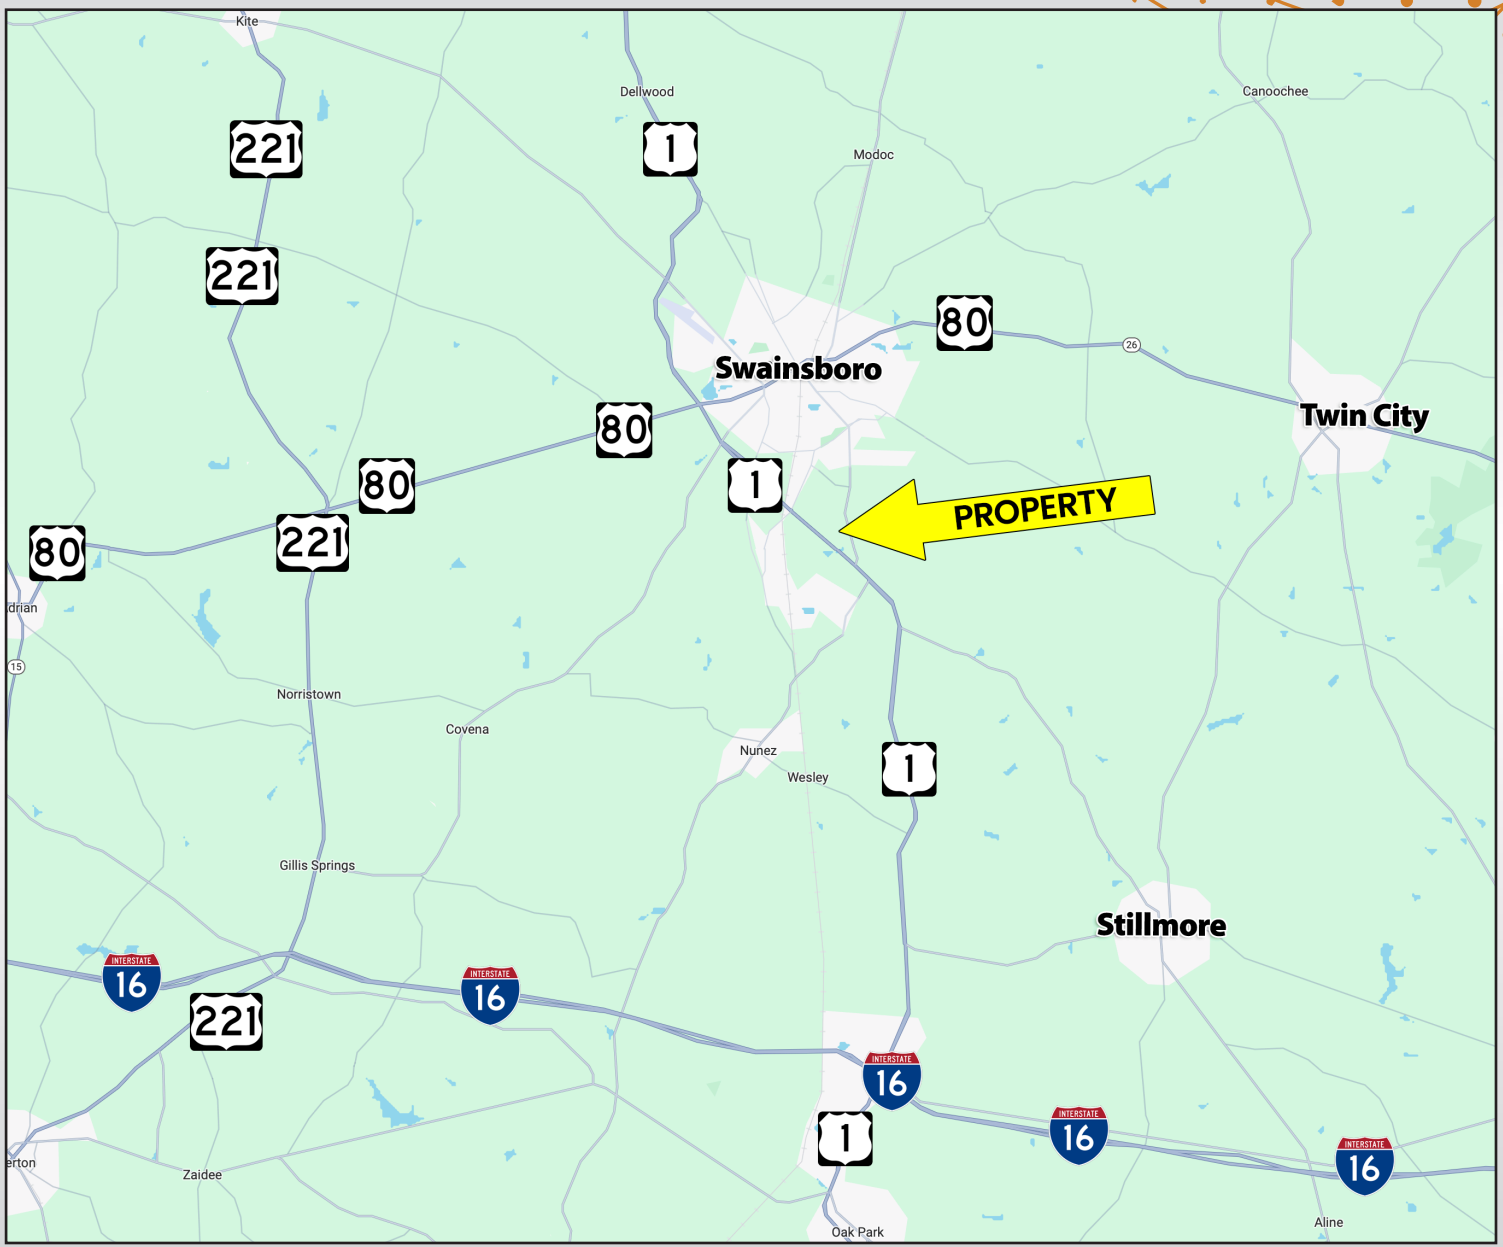 Kite
Dellwood
Canoochee
221
1
Modoc
221
80
26
Swainsboro
Twin City
80
80
1
PROPERTY
221
80
drian
15
Norristown
Covena
Nunez
Wesley
1
Gillis Springs
Stillmore
INTERSTATE
16
INTERSTATE
16
221
INTERSTATE
16
INTERSTATE
16
1
INTERSTATE
16
erton
Zaidee
Aline
Oak Park